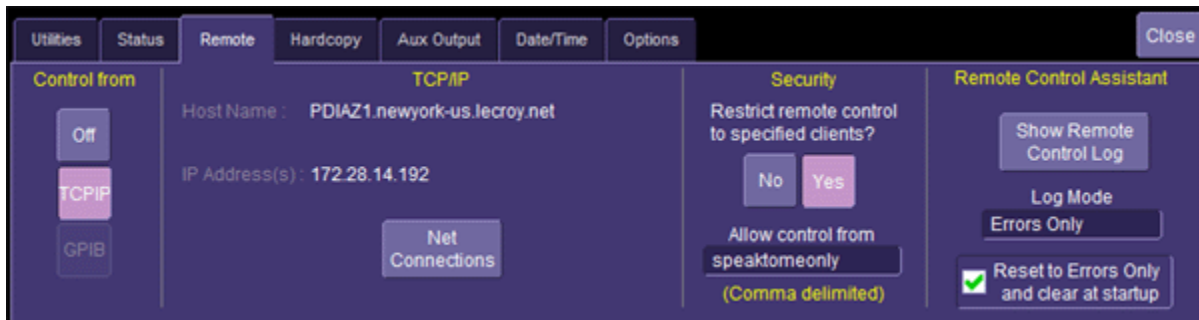 Utilities Status Remote Hardcopy Aux Output Date/Time Options Close
Control from
Off
TCPIP
GPIB
TCP/IP
Host Name : PDIAZ1.newyork-us.lecroy.net
IP Address(s) : 172.28.14.192
Net
Connections
Security
Restrict remote control
to specified clients?
No Yes
Allow control from
speaktomeonly
(Comma delimited)
Remote Control Assistant
Show Remote
Control Log
Log Mode
Errors Only
Reset to Errors Only
and clear at startup